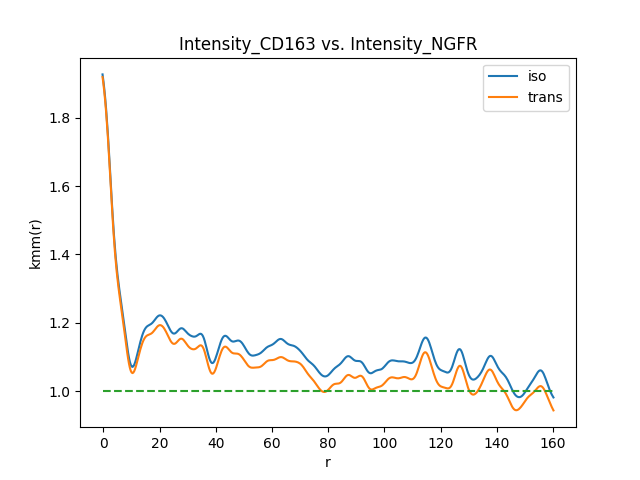 Intensity_CD163 vs. Intensity_NGFR
iso
trans
kmm(r)
1.8
1.6
1.4
1.2
1.0
0 20 40 60 80 100 120 140 160
r